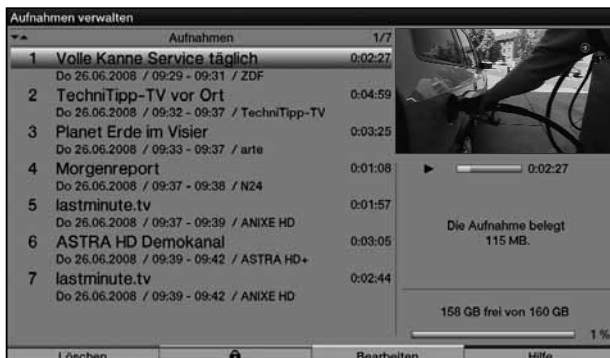 Aufnahmen verwalten
Aufnahmen 1/7
1 Volle Kanne Service täglich 0:02:27
Do 26.06.2008 / 09:29 - 09:31 / ZDF
2 TechniTipp-TV vor Ort 0:04:59
Do 26.06.2008 / 09:32 - 09:37 / TechniTipp-TV
3 Planet Erde im Visier 0:03:25
Do 26.06.2008 / 09:33 - 09:37 / arte
4 Morgenreport 0:01:08
Do 26.06.2008 / 09:37 - 09:38 / N24
5 lastminute.tv 0:01:57
Do 26.06.2008 / 09:37 - 09:39 / ANIXE HD
6 ASTRA HD Demokanal 0:03:05
Do 26.06.2008 / 09:39 - 09:42 / ASTRA HD+
7 lastminute.tv 0:02:44
Do 26.06.2008 / 09:39 - 09:42 / ANIXE HD
0:02:27
Die Aufnahme belegt
115 MB.
158 GB frei von 160 GB
1 %
Löschen Bearbeiten Hilfe